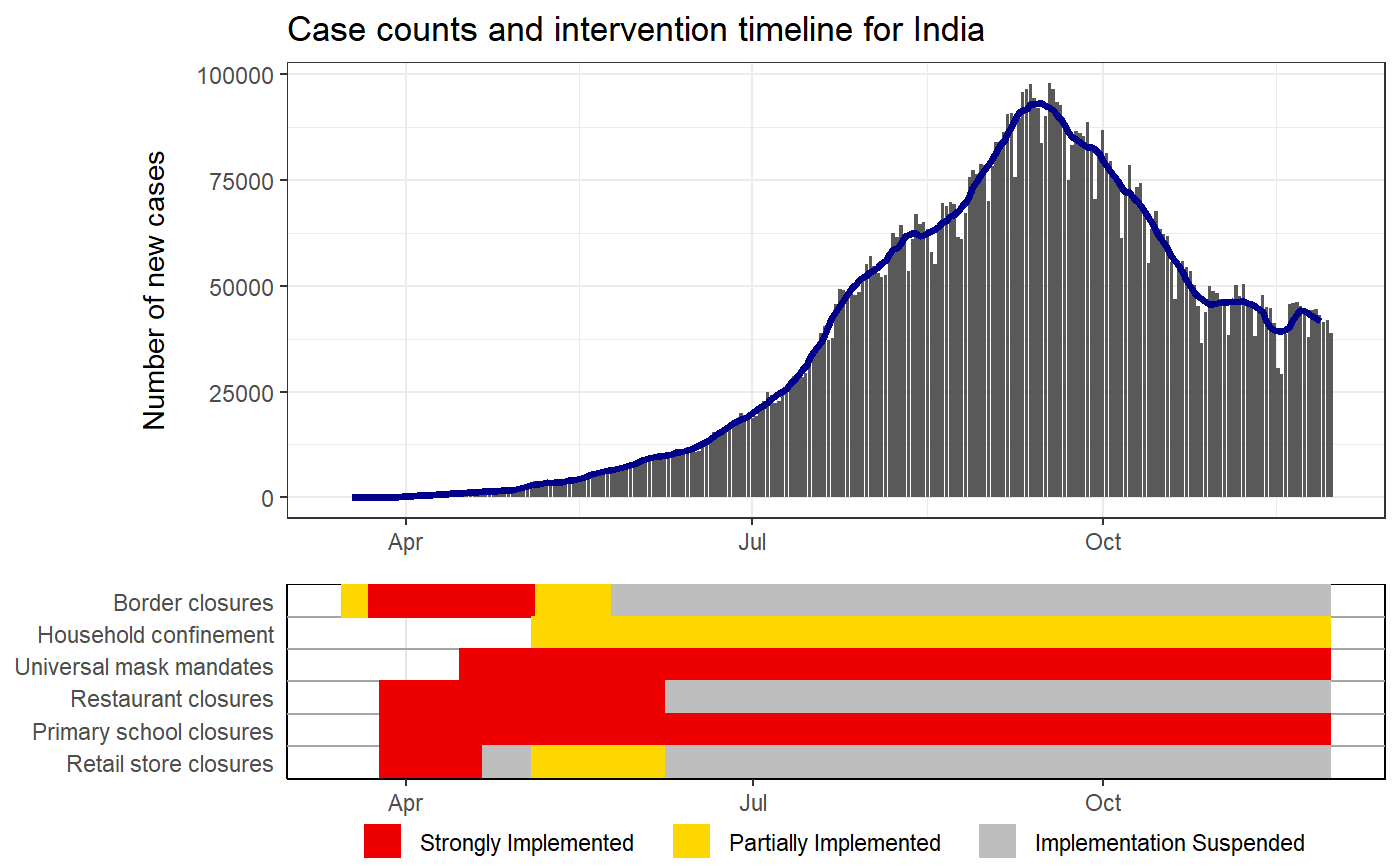 Case counts and intervention timeline for India
Number of new cases
100000
75000
50000
25000
0
Apr Jul Oct
Border closures
Household confinement
Universal mask mandates
Restaurant closures
Primary school closures
Retail store closures
Apr Jul Oct
Strongly Implemented Partially Implemented Implementation Suspended